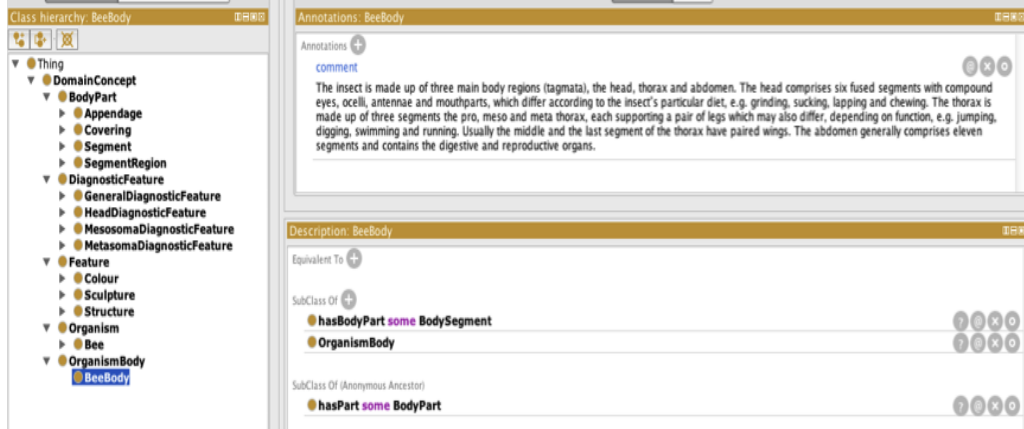 Class hierarchy: BeeBody
Thing
DomainConcept
BodyPart
Appendage
Covering
Segment
SegmentRegion
DiagnosticFeature
GeneralDiagnosticFeature
HeadDiagnosticFeature
MesosomaDiagnosticFeature
MetasomaDiagnosticFeature
Feature
Colour
Sculpture
Structure
Organism
Bee
OrganismBody
BeeBody
Annotations: BeeBody
Annotations
comment
The insect is made up of three main body regions (tagmata), the head, thorax and abdomen. The head comprises six fused segments with compound
eyes, ocelli, antennae and mouthparts, which differ according to the insect's particular diet, e.g. grinding, sucking, lapping and chewing. The thorax is
made up of three segments the pro, meso and meta thorax, each supporting a pair of legs which may also differ, depending on function, e.g. jumping,
digging, swimming and running. Usually the middle and the last segment of the thorax have paired wings. The abdomen generally comprises eleven
segments and contains the digestive and reproductive organs.
Description: BeeBody
Equivalent To
SubClass Of
hasBodyPart some BodySegment
OrganismBody
SubClass Of (Anonymous Ancestor)
hasPart some BodyPart